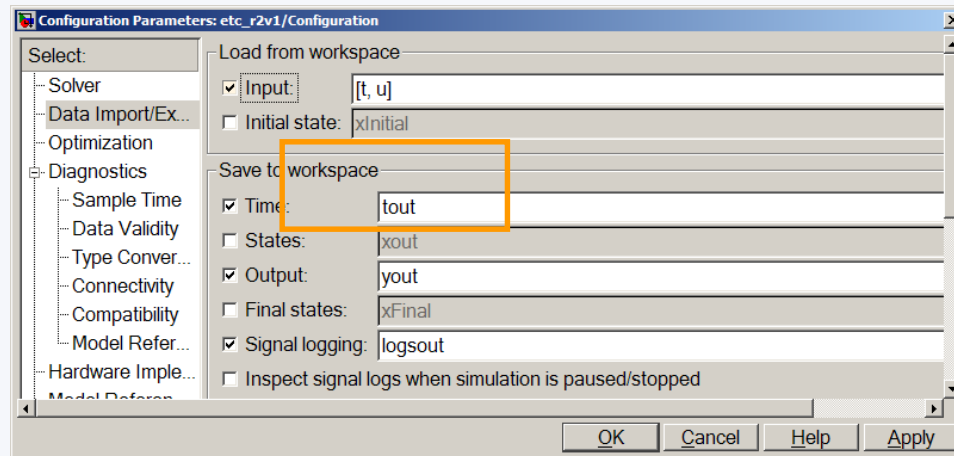 Configuration Parameters: etc_r2v1/Configuration
Select:
Solver
Data Import/Ex...
Optimization
Diagnostics
Sample Time
Data Validity
Type Conver...
Connectivity
Compatibility
Model Refer...
Hardware Imple...
Load from workspace
Input: [t, u]
Initial state: xInitial
Save to workspace
Time: tout
States: xout
Output: yout
Final states: xFinal
Signal logging: logsout
Inspect signal logs when simulation is paused/stopped
OK Cancel Help Apply